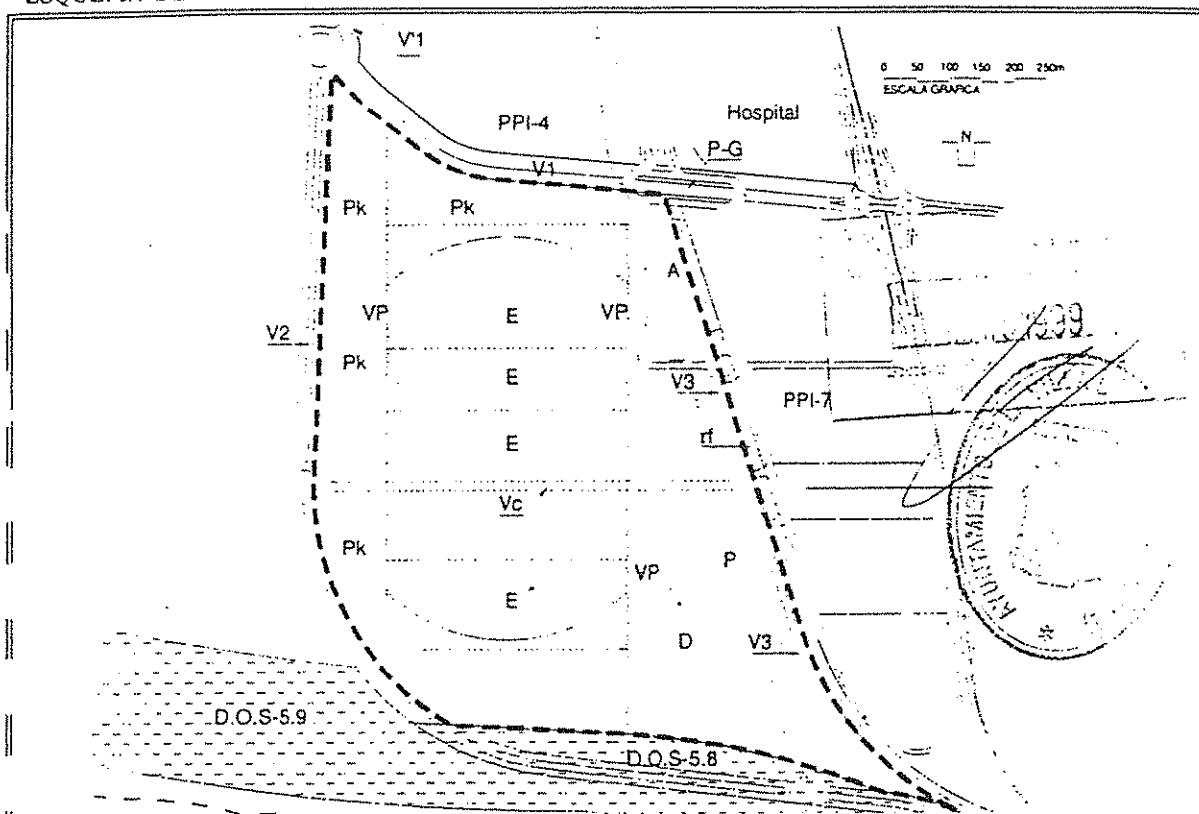 V'1
0 50 100 150 200 250m
ESCALA GRAFICA
Hospital
PPI-4
N
P-G
V1
Pk Pk
A
VP E VP
V2
Pk
E
V3
PPI-7
E rf
Vc
Pk
VP P
E
D V3
D.O.S-5.9
D.O.S-5.8